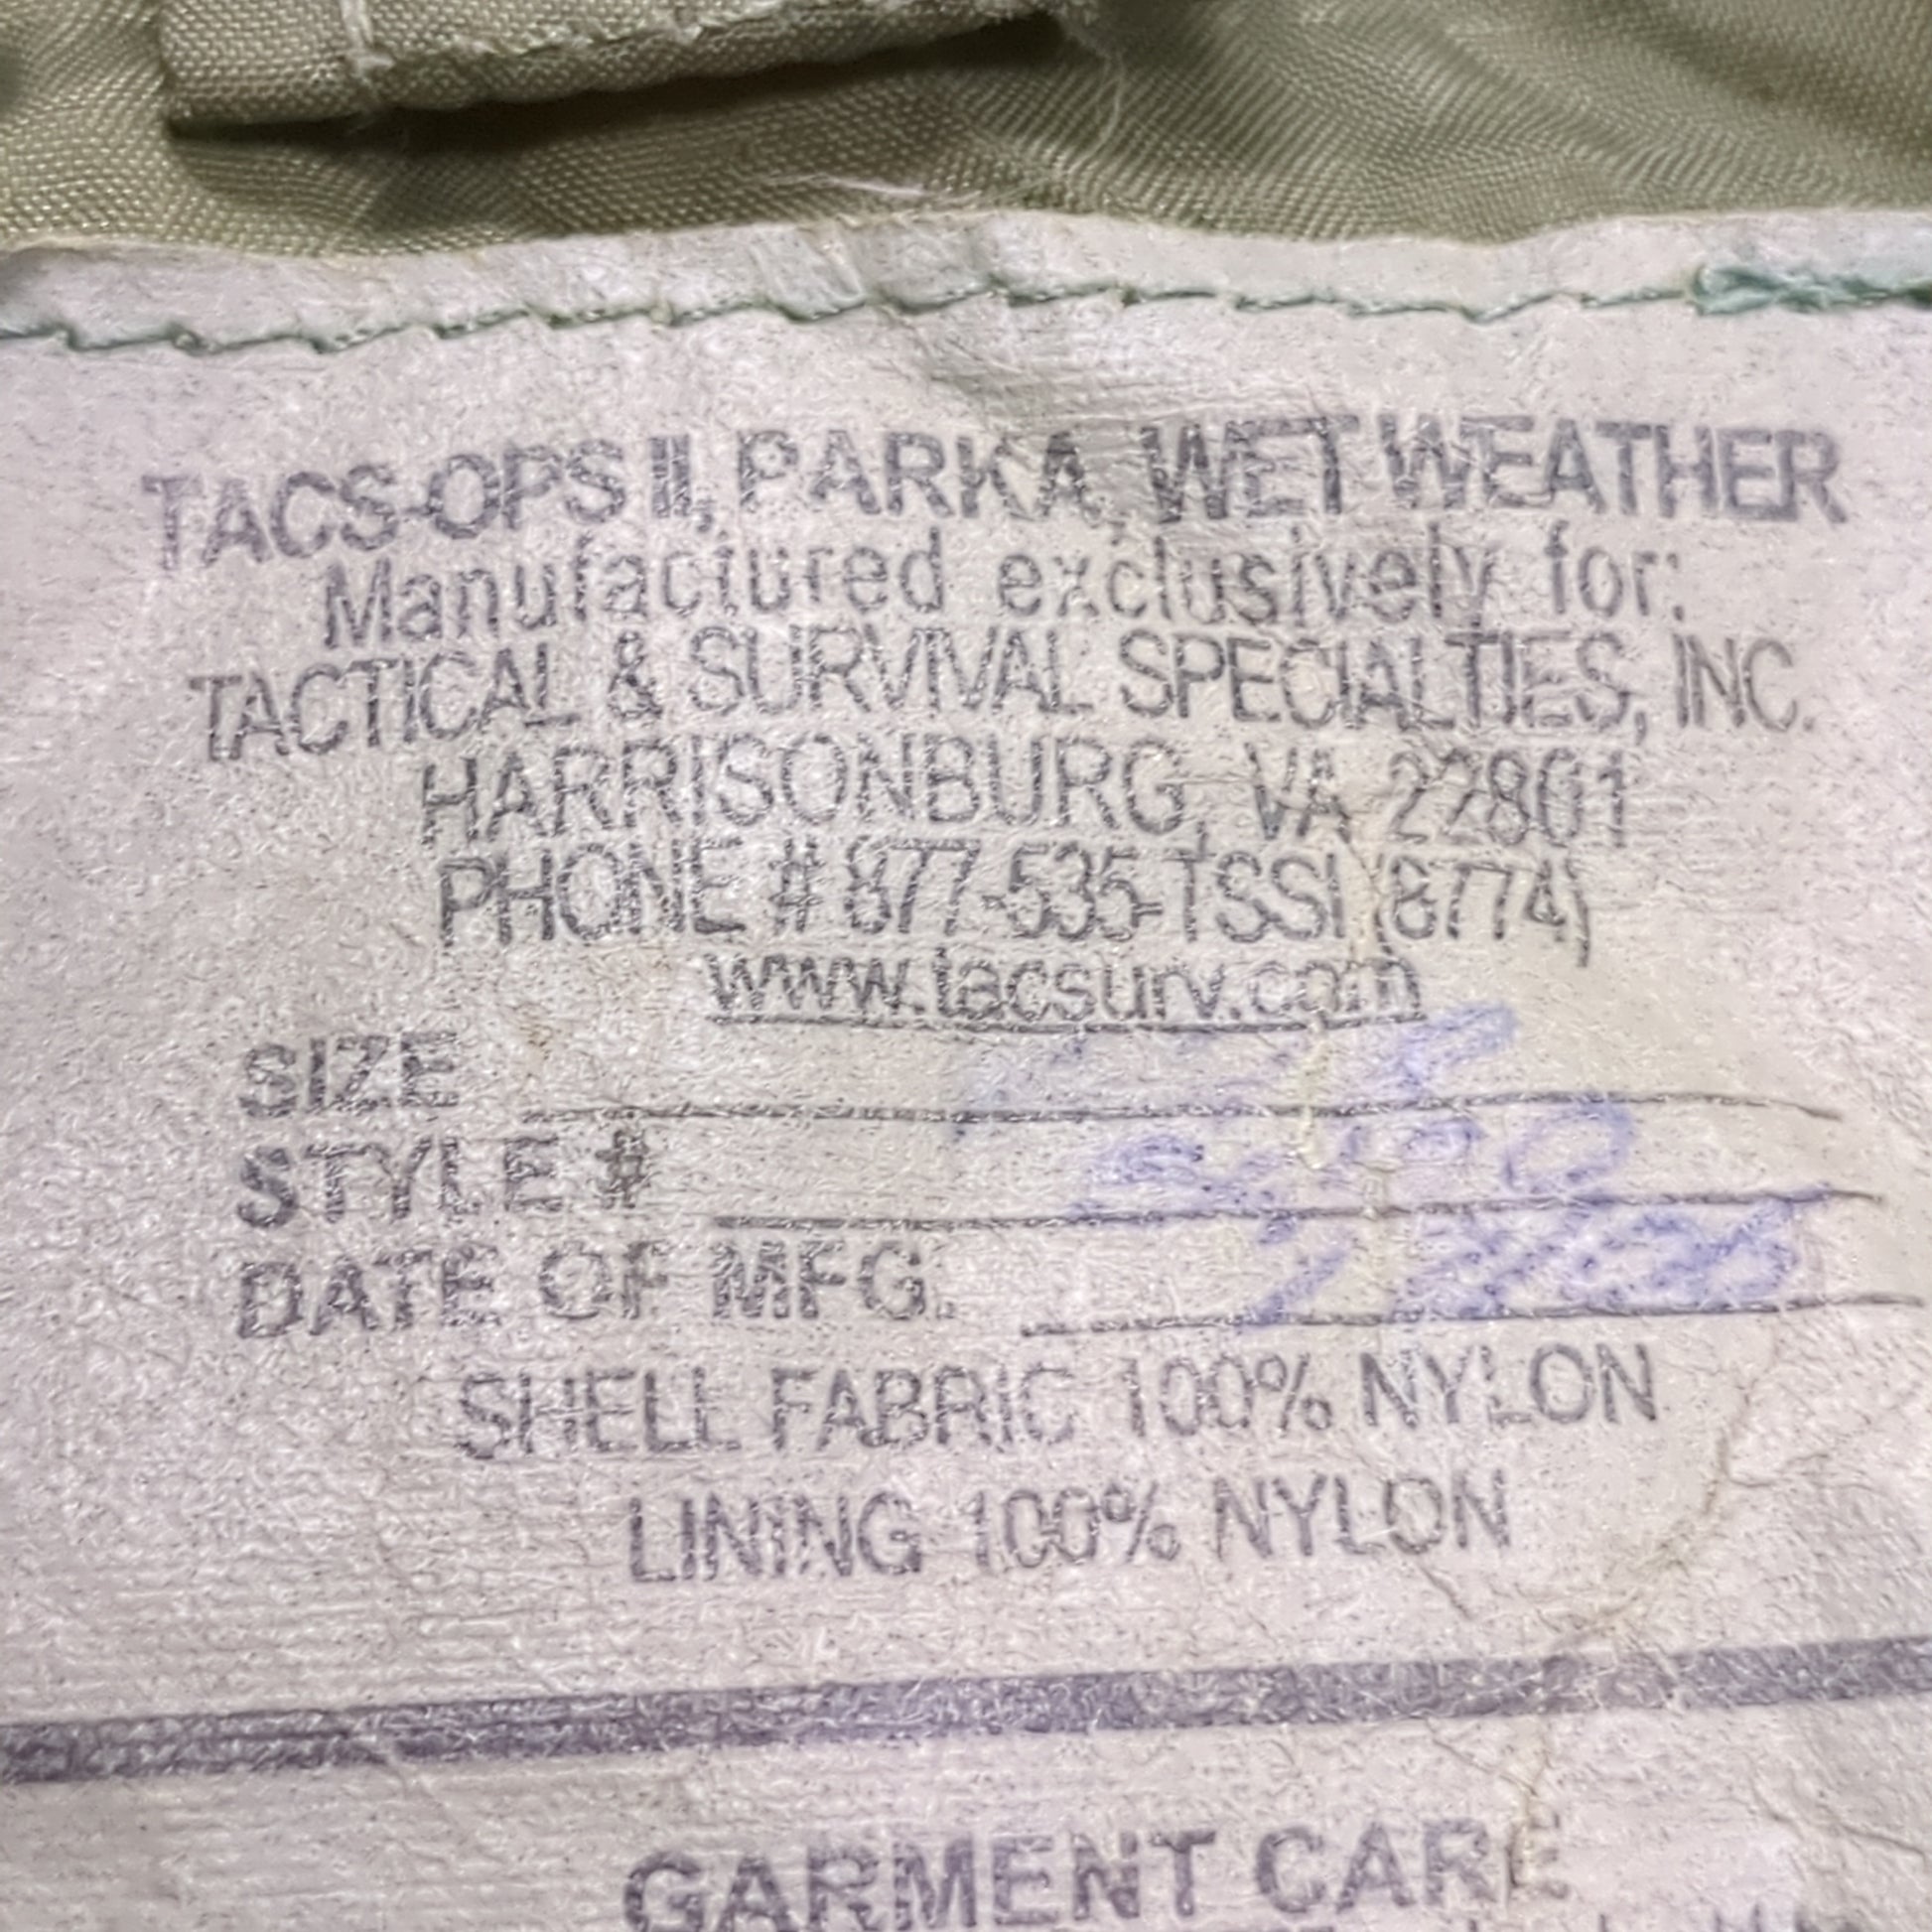 TACS-OPS II, PARKA, WET WEATHER
Manufactured exclusively for:
TACTICAL & SURVIVAL SPECIALTIES, INC.
HARRISONBURG, VA 22801
PHONE # 877-535-TSSI (8774)
www.tacsurv.com
SIZE
STYLE #
DATE OF MFG.
SHELL FABRIC 100% NYLON
LINING 100% NYLON
GARMENT CARE